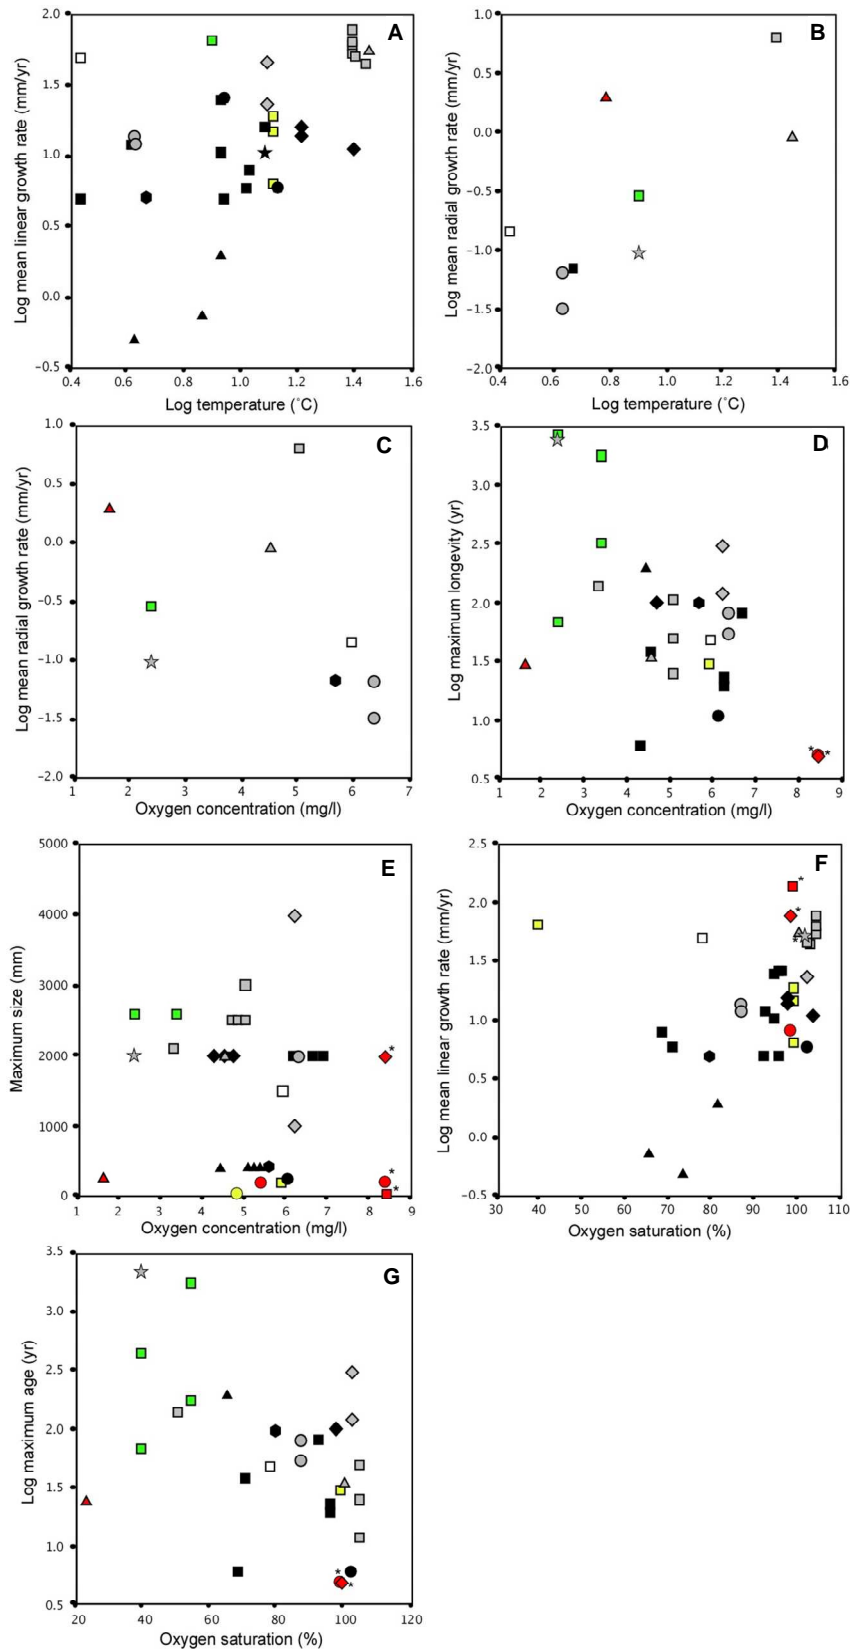 A
Log mean linear growth rate (mm/yr)
2.0
1.5
1.0
0.5
0.0
−0.5
0.4 0.6 0.8 1.0 1.2 1.4 1.6
Log temperature (°C)
B
Log mean radial growth rate (mm/yr)
1.0
0.5
0.0
−0.5
−1.0
−1.5
−2.0
0.4 0.6 0.8 1.0 1.2 1.4 1.6
Log temperature (°C)
C
Log mean radial growth rate (mm/yr)
1.0
0.5
0.0
−0.5
−1.0
−1.5
−2.0
1 2 3 4 5 6 7
Oxygen concentration (mg/l)
D
Log maximum longevity (yr)
3.5
3.0
2.5
2.0
1.5
1.0
0.5
* *
1 2 3 4 5 6 7 8 9
Oxygen concentration (mg/l)
E
Maximum size (mm)
5000
4000
3000
2000
1000
0
*
*
*
1 2 3 4 5 6 7 8 9
Oxygen concentration (mg/l)
F
Log mean linear growth rate (mm/yr)
2.5
2.0
1.5
1.0
0.5
0.0
−0.5
*
*
*
30 40 50 60 70 80 90 100 110
Oxygen saturation (%)
G
Log maximum age (yr)
3.5
3.0
2.5
2.0
1.5
1.0
0.5
* *
20 40 60 80 100 120
Oxygen saturation (%)